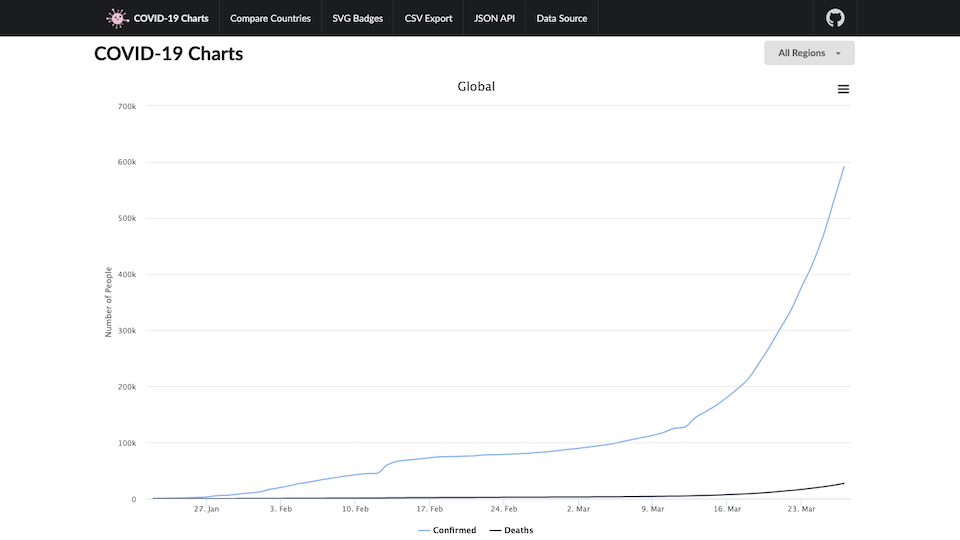 COVID-19 Charts Compare Countries SVG Badges CSV Export JSON API Data Source
COVID-19 Charts All Regions
Global
700k
600k
500k
400k
300k
200k
100k
0
Number of People
27. Jan 3. Feb 10. Feb 17. Feb 24. Feb 2. Mar 9. Mar 16. Mar 23. Mar
Confirmed Deaths